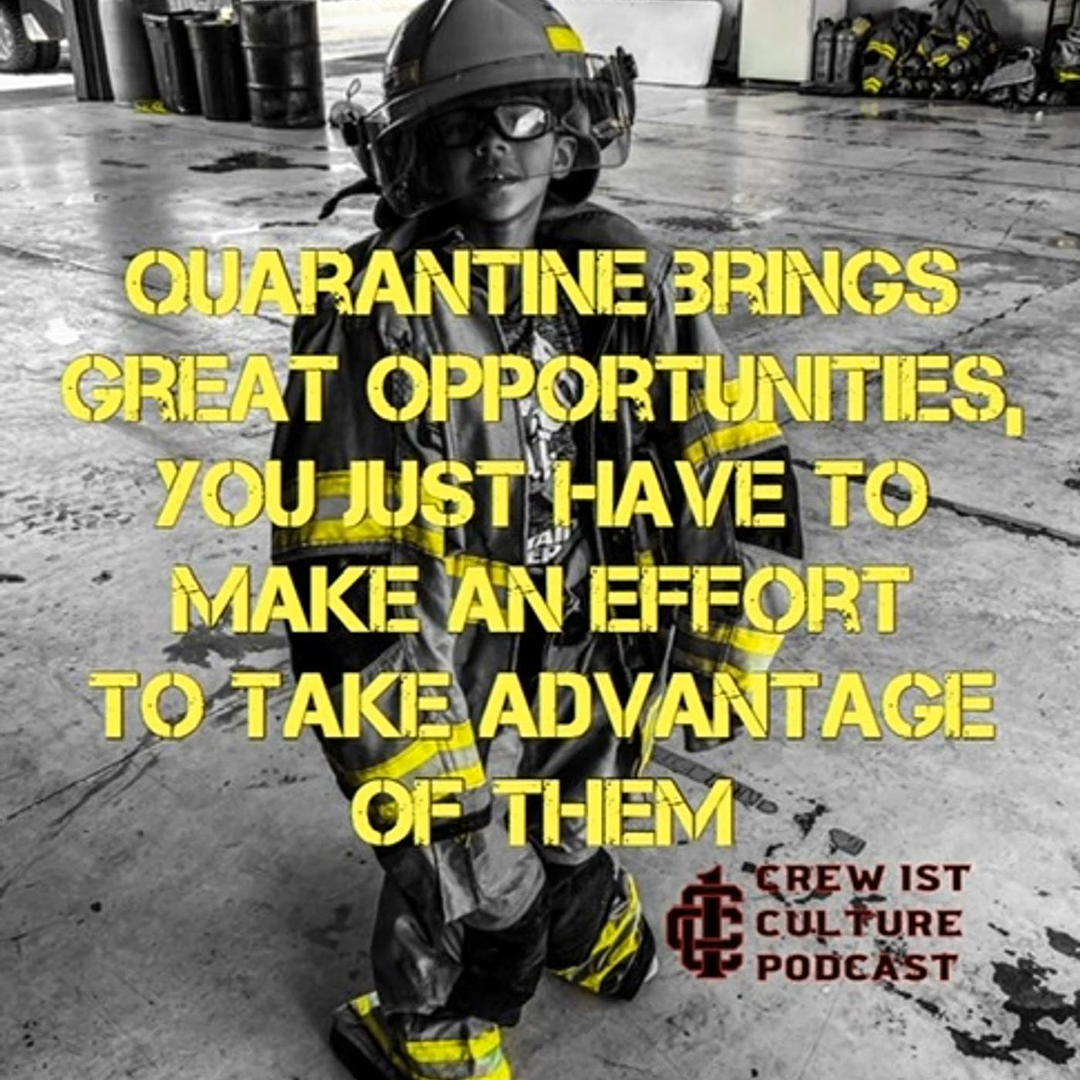 QUARANTINE BRINGS
GREAT OPPORTUNITIES,
YOU JUST HAVE TO
MAKE AN EFFORT
TO TAKE ADVANTAGE
OF THEM
CREW 1ST
CULTURE
PODCAST